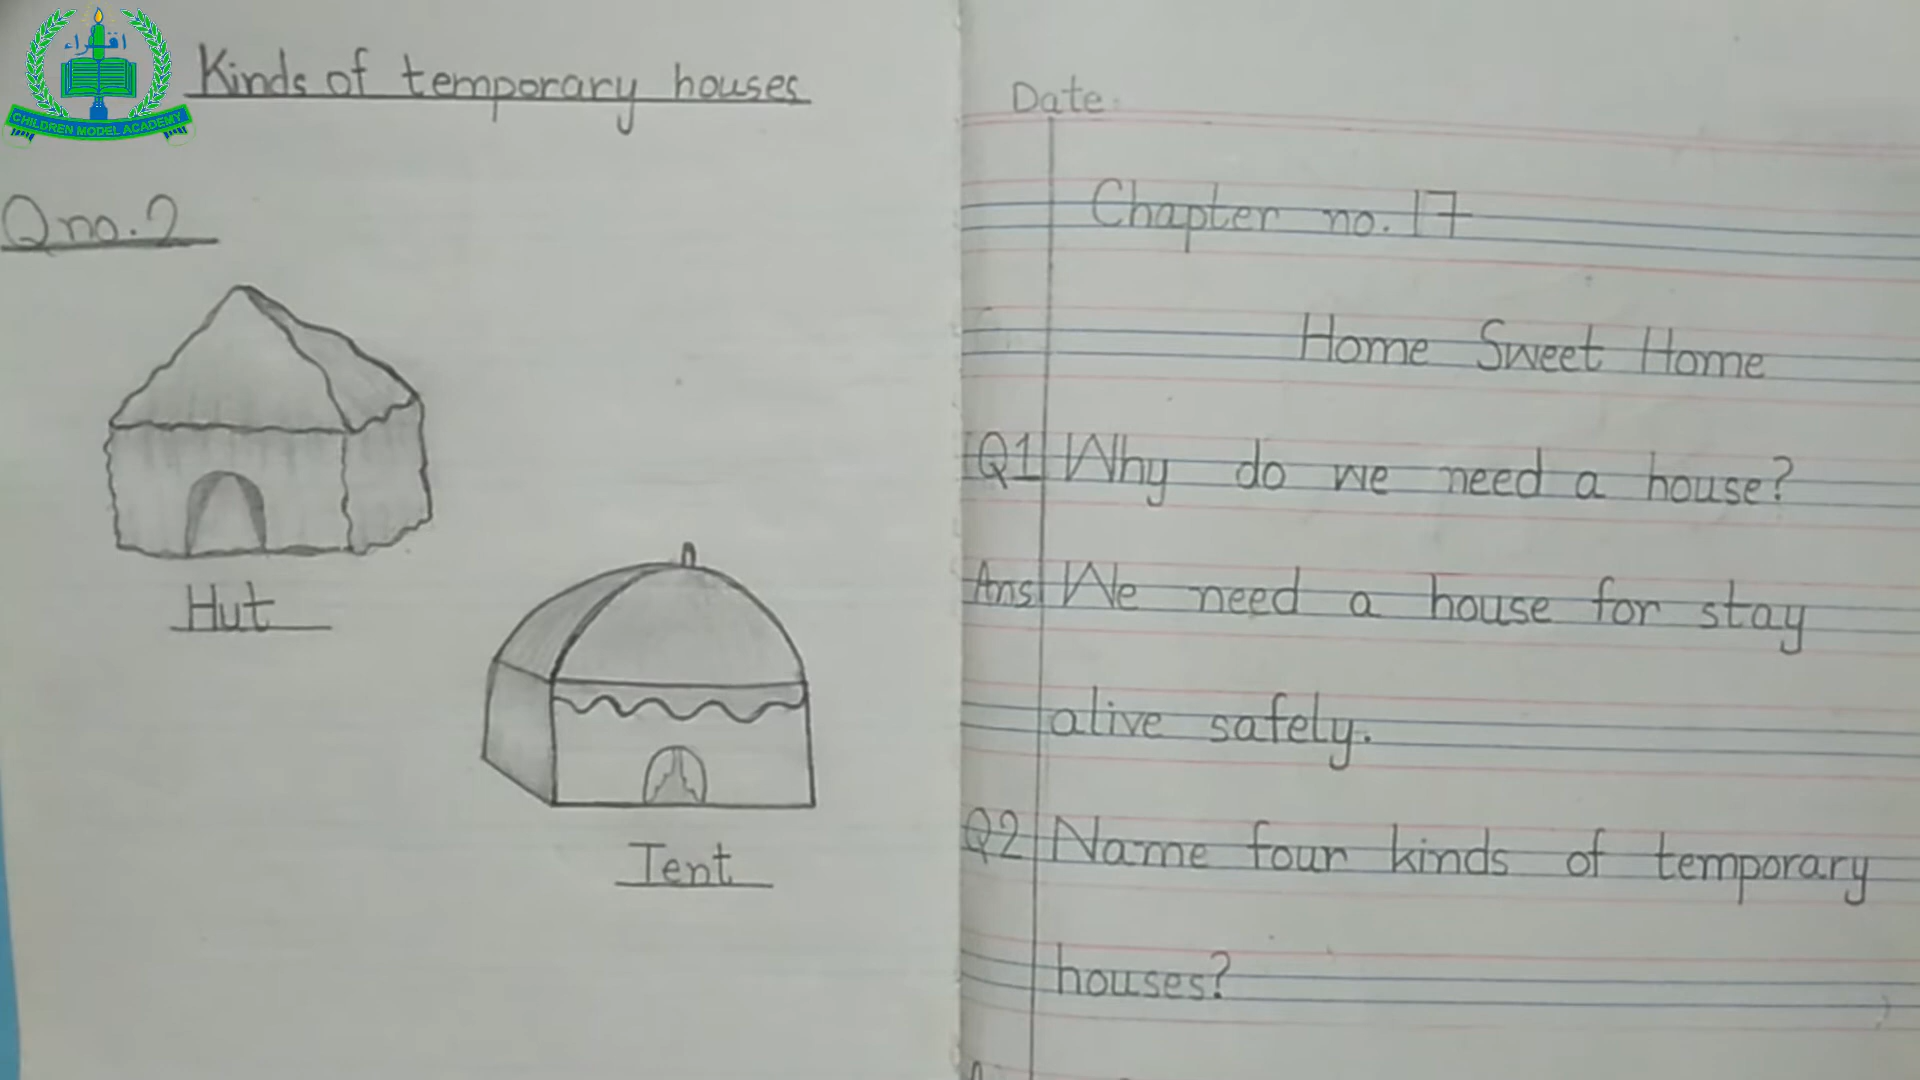 اقراء
CHILDREN MODEL ACADEMY
Kinds of temporary houses
Q no. 2
Hut
Tent
Date:
Chapter no. 17
Home Sweet Home
Q1 Why do we need a house?
Ans We need a house for stay
alive safely.
Q2 Name four kinds of temporary
houses?